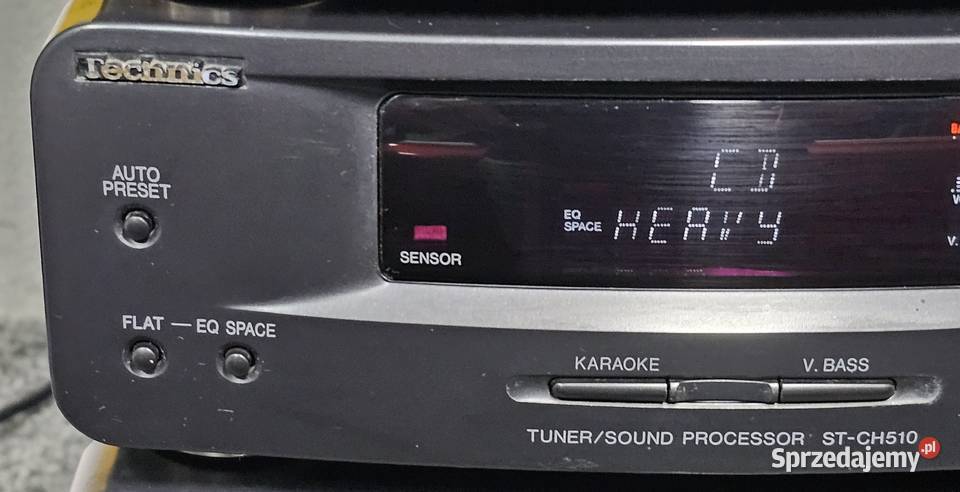 Technics
AUTO
PRESET
CD
EQ
SPACE
HEAVY
SENSOR
FLAT — EQ SPACE
KARAOKE
V. BASS
TUNER/SOUND PROCESSOR ST-CH510
Sprzedajemy.pl